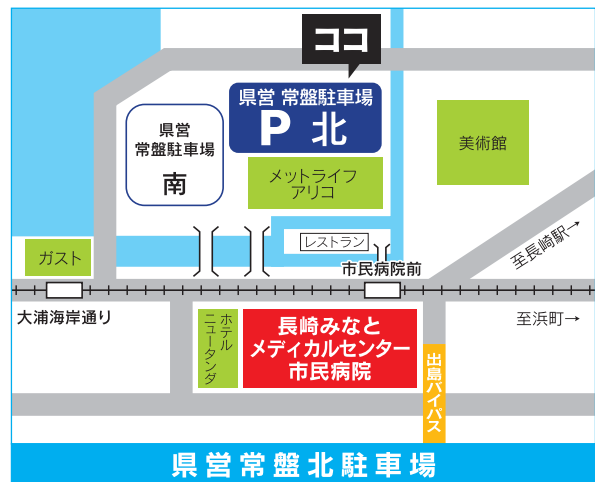 ココ
県営 常盤駐車場
P 北
県営
常盤駐車場
南
美術館
メットライフ
アリコ
レストラン
ガスト
至長崎駅→
市民病院前
大浦海岸通り
至浜町→
ホテル
ニュータンダ
長崎みなと
メディカルセンター
市民病院
出島バイパス
県営常盤北駐車場